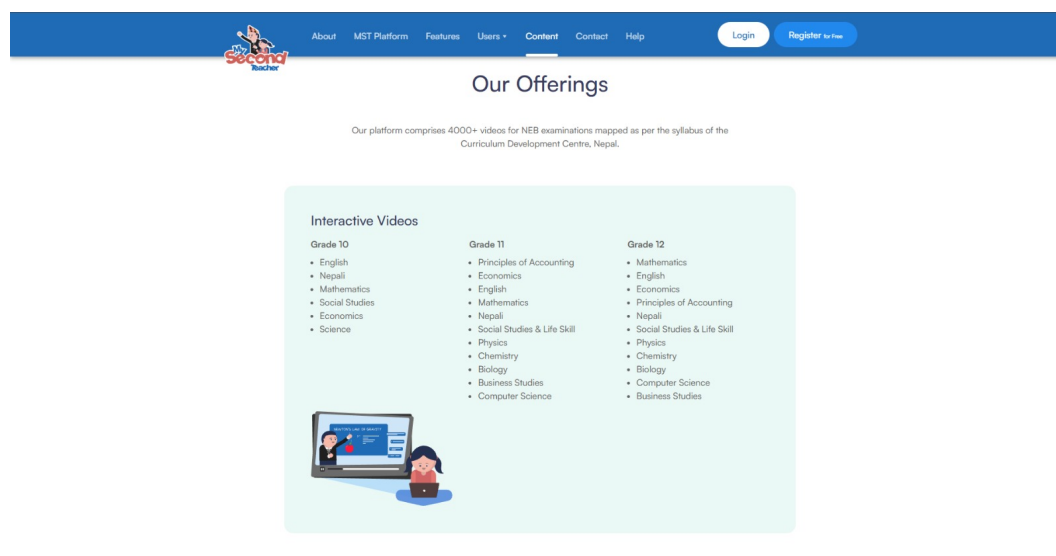 My
Second
Teacher
About MST Platform Features Users Content Contact Help Login Register for Free
Our Offerings
Our platform comprises 4000+ videos for NEB examinations mapped as per the syllabus of the
Curriculum Development Centre, Nepal.
Interactive Videos
Grade 10
• English
• Nepali
• Mathematics
• Social Studies
• Economics
• Science
Grade 11
• Principles of Accounting
• Economics
• English
• Mathematics
• Nepali
• Social Studies & Life Skill
• Physics
• Chemistry
• Biology
• Business Studies
• Computer Science
Grade 12
• Mathematics
• English
• Economics
• Principles of Accounting
• Nepali
• Social Studies & Life Skill
• Physics
• Chemistry
• Biology
• Computer Science
• Business Studies
NEWTON'S LAW OF GRAVITY